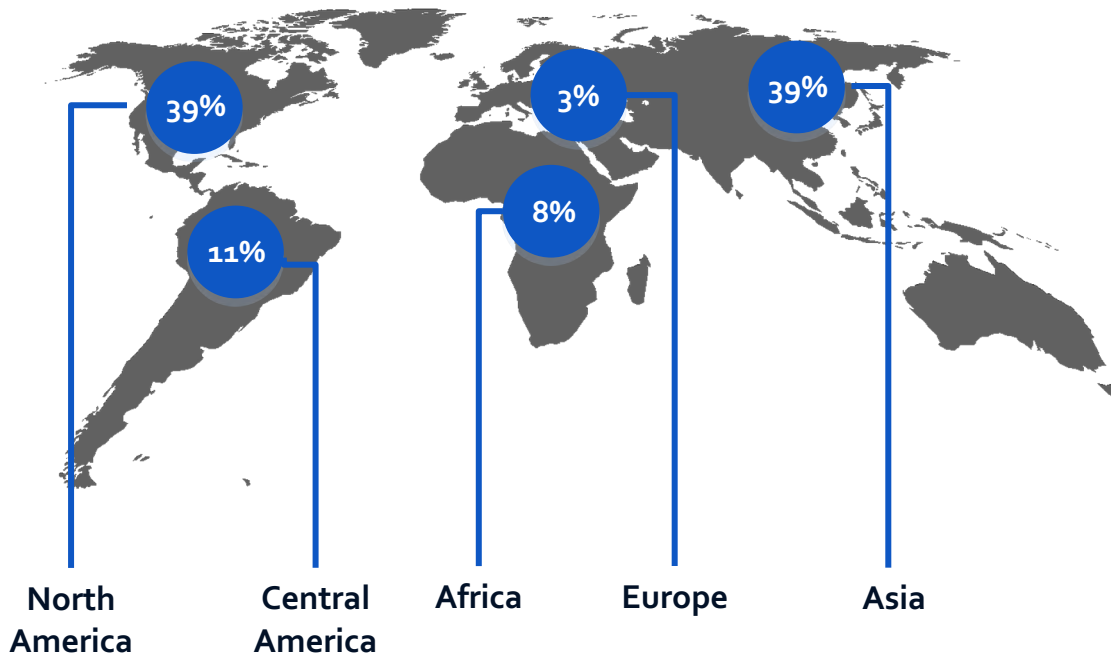 39%
3%
39%
8%
11%
North
America
Central
America
Africa
Europe
Asia